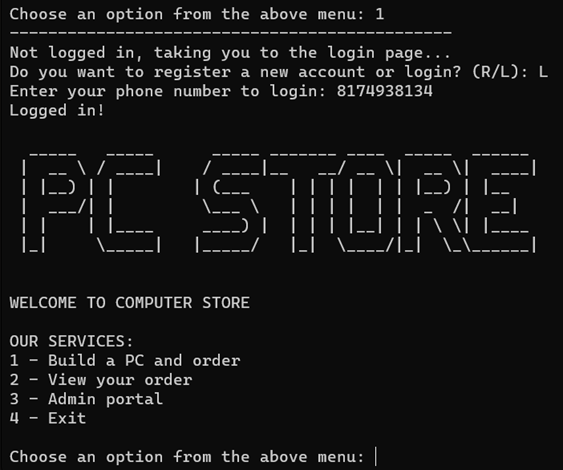 Choose an option from the above menu: 1
----------------------------------------------
Not logged in, taking you to the login page...
Do you want to register a new account or login? (R/L): L
Enter your phone number to login: 8174938134
Logged in!
PC STORE
WELCOME TO COMPUTER STORE
OUR SERVICES:
1 - Build a PC and order
2 - View your order
3 - Admin portal
4 - Exit
Choose an option from the above menu: